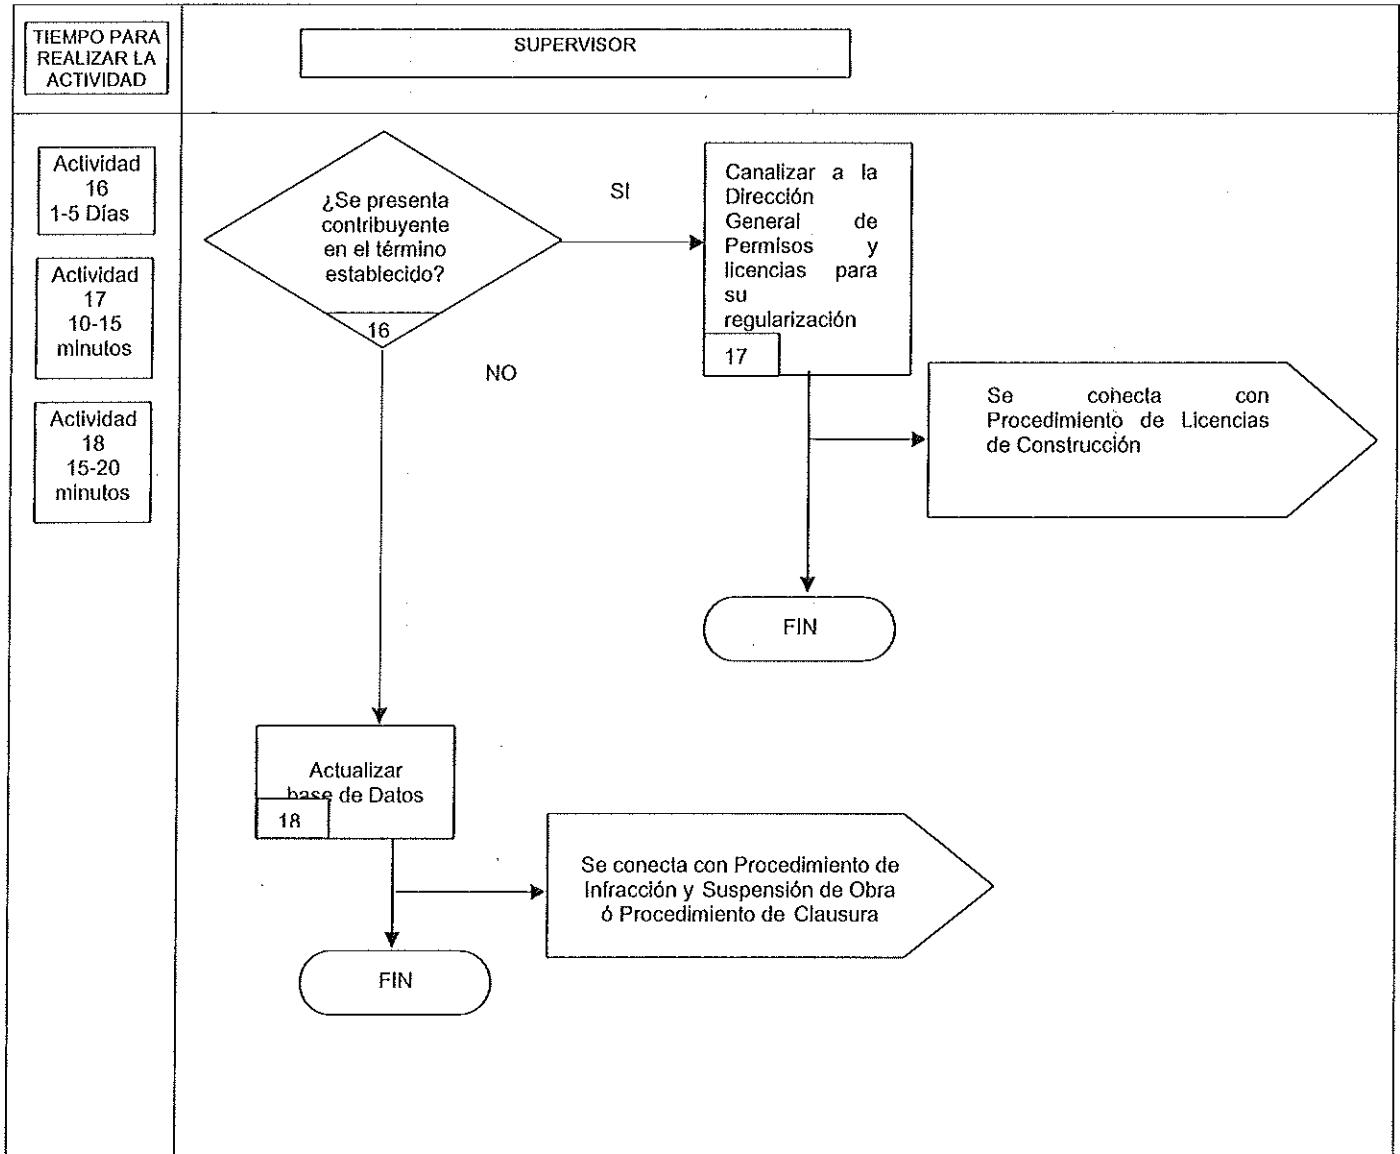 TIEMPO PARA
REALIZAR LA
ACTIVIDAD
SUPERVISOR
Actividad
16
1-5 Días
Actividad
17
10-15
minutos
Actividad
18
15-20
minutos
¿Se presenta
contribuyente
en el término
establecido?
16
SI
NO
Canalizar a la
Dirección
General de
Permisos y
licencias para
su
regularización
17
Se conecta con
Procedimiento de Licencias
de Construcción
FIN
Actualizar
base de Datos
18
Se conecta con Procedimiento de
Infracción y Suspensión de Obra
ó Procedimiento de Clausura
FIN